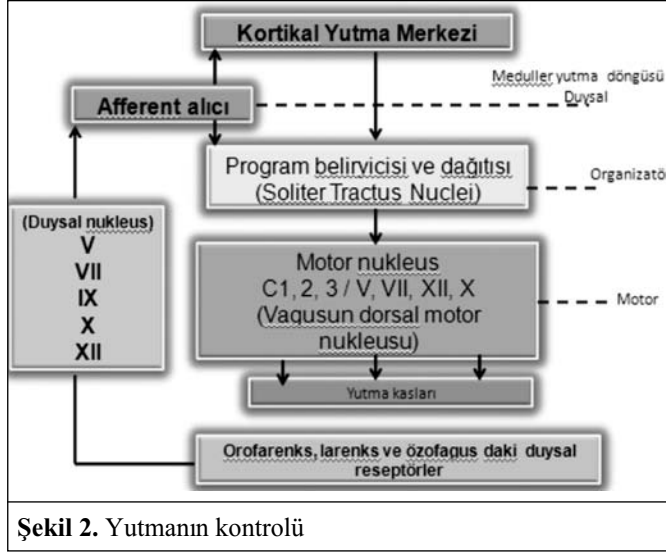 Kortikal Yutma Merkezi
Afferent alıcı
Meduller yutma döngüsü
Duysal
Program belirvicisi ve dağıtısı
(Soliter Tractus Nuclei)
Organizatö
(Duysal nukleus)
V
VII
IX
X
XII
Motor nukleus
C1, 2, 3 / V, VII, XII, X
(Vagusun dorsal motor
nukleusu)
Motor
Yutma kasları
Orofarenks, larenks ve özofagus daki duysal
reseptörler
Şekil 2. Yutmanın kontrolü